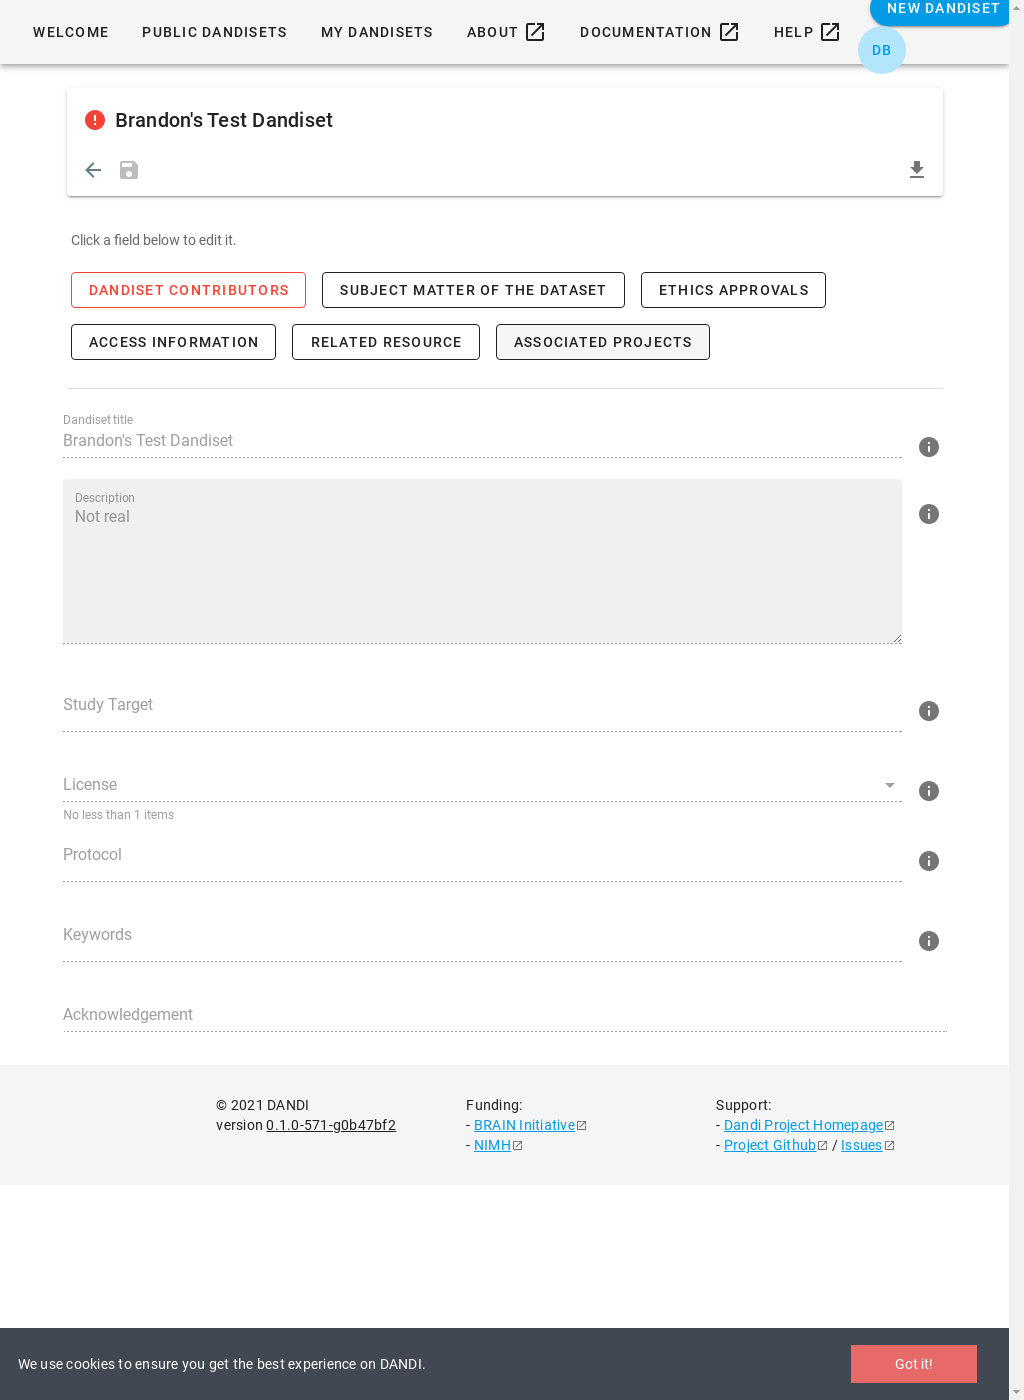 WELCOME PUBLIC DANDISETS MY DANDISETS ABOUT DOCUMENTATION HELP NEW DANDISET
DB
Brandon's Test Dandiset
Click a field below to edit it.
DANDISET CONTRIBUTORS SUBJECT MATTER OF THE DATASET ETHICS APPROVALS
ACCESS INFORMATION RELATED RESOURCE ASSOCIATED PROJECTS
Dandiset title
Brandon's Test Dandiset
Description
Not real
Study Target
License
No less than 1 items
Protocol
Keywords
Acknowledgement
© 2021 DANDI
version 0.1.0-571-g0b47bf2
Funding:
- BRAIN Initiative
- NIMH
Support:
- Dandi Project Homepage
- Project Github / Issues
We use cookies to ensure you get the best experience on DANDI.
Got it!